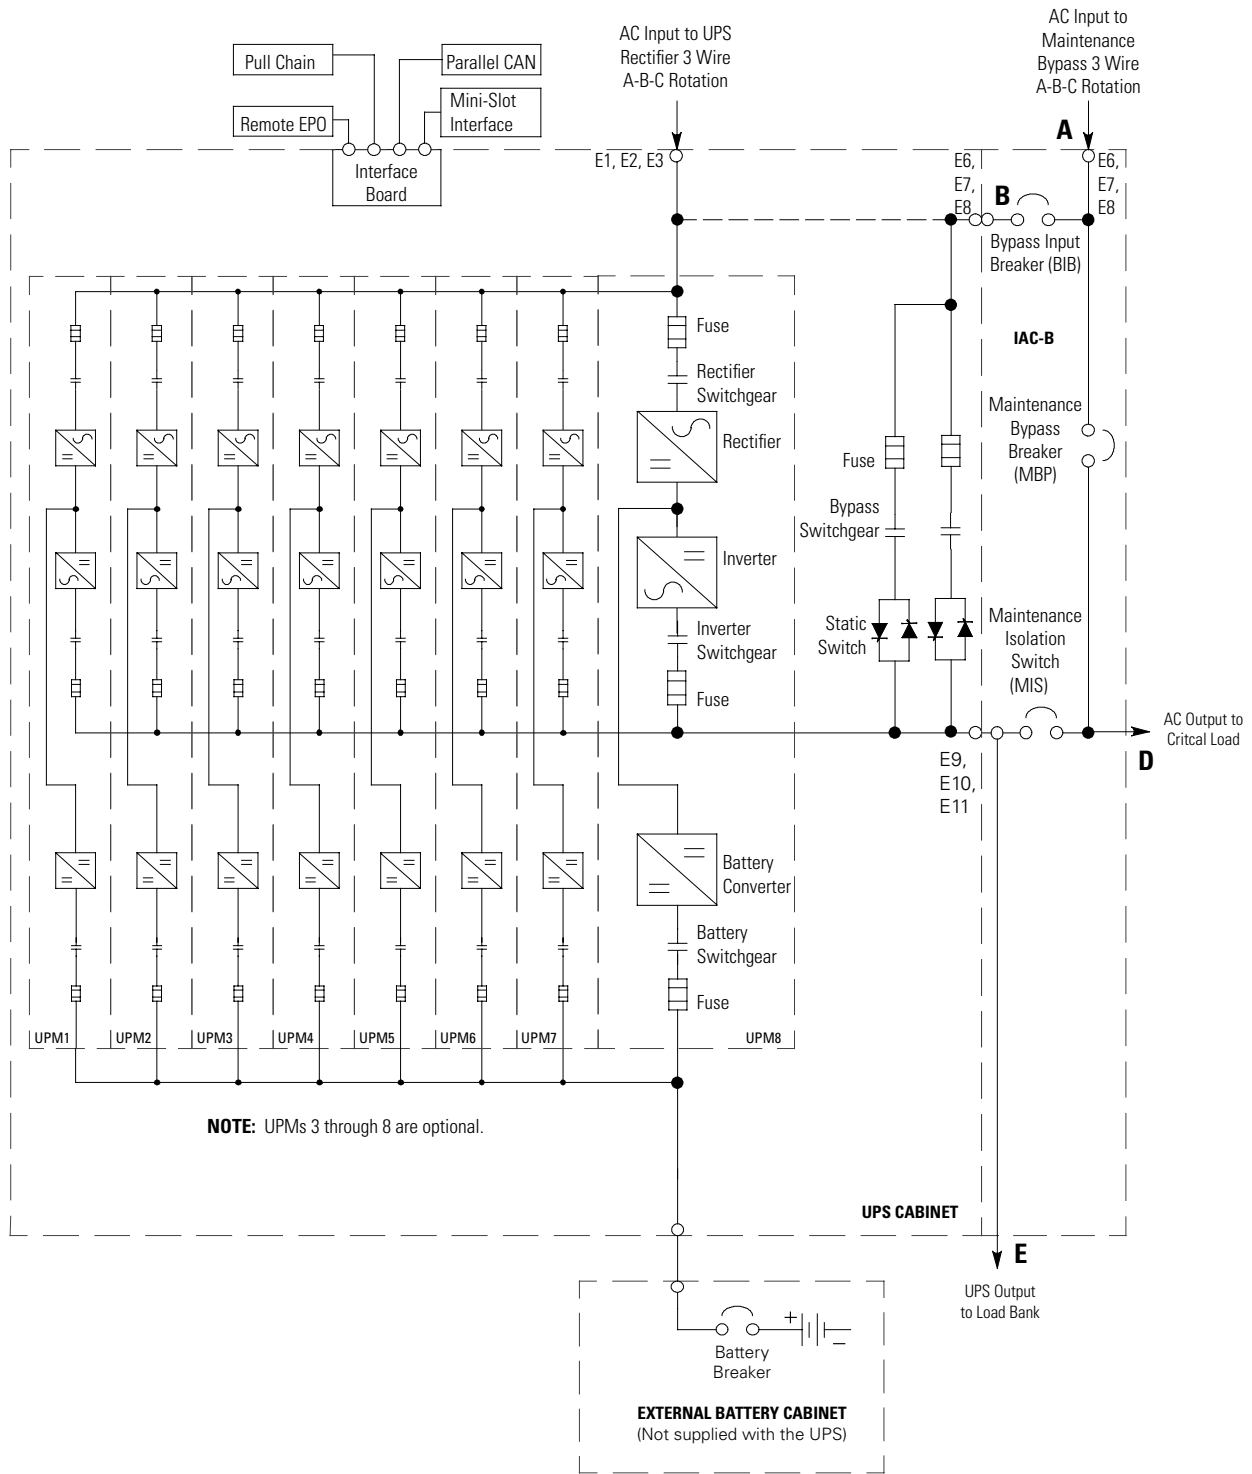 AC Input to UPS
Rectifier 3 Wire
A-B-C Rotation
AC Input to
Maintenance
Bypass 3 Wire
A-B-C Rotation
Pull Chain
Parallel CAN
Remote EPO
Mini-Slot
Interface
Interface
Board
E1, E2, E3
A
E6,
E7,
E8
B
E6,
E7,
E8
Bypass Input
Breaker (BIB)
IAC-B
Fuse
Rectifier
Switchgear
Rectifier
Maintenance
Bypass
Breaker
(MBP)
Fuse
Bypass
Switchgear
Inverter
Inverter
Switchgear
Fuse
Static
Switch
Maintenance
Isolation
Switch
(MIS)
AC Output to
Critcal Load
D
E9,
E10,
E11
Battery
Converter
Battery
Switchgear
Fuse
UPM1
UPM2
UPM3
UPM4
UPM5
UPM6
UPM7
UPM8
NOTE: UPMs 3 through 8 are optional.
UPS CABINET
E
UPS Output
to Load Bank
+
–
Battery
Breaker
EXTERNAL BATTERY CABINET
(Not supplied with the UPS)